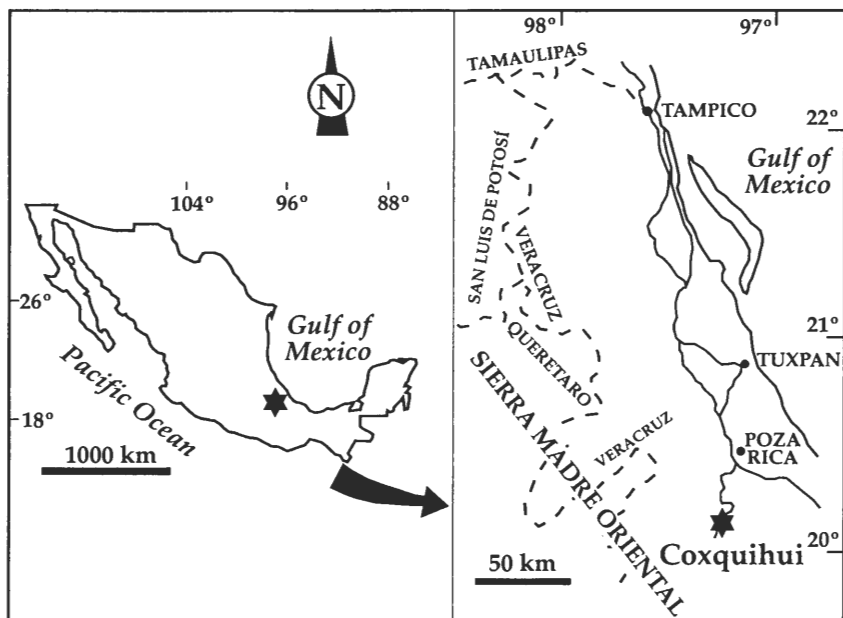 N
104° 96° 88°
26°
18°
Gulf of
Mexico
Pacific Ocean
1000 km
98° 97°
22°
21°
20°
TAMAULIPAS
TAMPICO
SAN LUIS DE POTOSÍ
Gulf of
Mexico
VERACRUZ
QUERETARO
TUXPAN
SIERRA MADRE ORIENTAL
VERACRUZ
POZA
RICA
Coxquihui
50 km